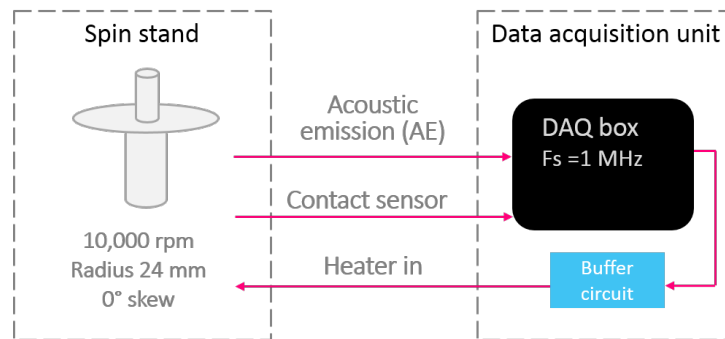 Spin stand
Data acquisition unit
Acoustic
emission (AE)
DAQ box
Fs =1 MHz
Contact sensor
10,000 rpm
Radius 24 mm
0° skew
Heater in
Buffer
circuit